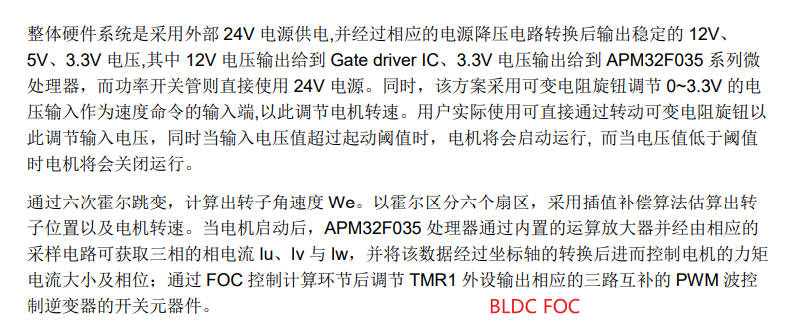 整体硬件系统是采用外部 24V 电源供电,并经过相应的电源降压电路转换后输出稳定的 12V、
5V、3.3V 电压,其中 12V 电压输出给到 Gate driver IC、3.3V 电压输出给到 APM32F035 系列微
处理器，而功率开关管则直接使用 24V 电源。同时，该方案采用可变电阻旋钮调节 0~3.3V 的电
压输入作为速度命令的输入端,以此调节电机转速。用户实际使用可直接通过转动可变电阻旋钮以
此调节输入电压，同时当输入电压值超过起动阈值时，电机将会启动运行, 而当电压值低于阈值
时电机将会关闭运行。
通过六次霍尔跳变，计算出转子角速度 We。以霍尔区分六个扇区，采用插值补偿算法估算出转
子位置以及电机转速。当电机启动后，APM32F035 处理器通过内置的运算放大器并经由相应的
采样电路可获取三相的相电流 Iu、Iv 与 Iw，并将该数据经过坐标轴的转换后进而控制电机的力矩
电流大小及相位；通过 FOC 控制计算环节后调节 TMR1 外设输出相应的三路互补的 PWM 波控
制逆变器的开关元器件。
BLDC FOC